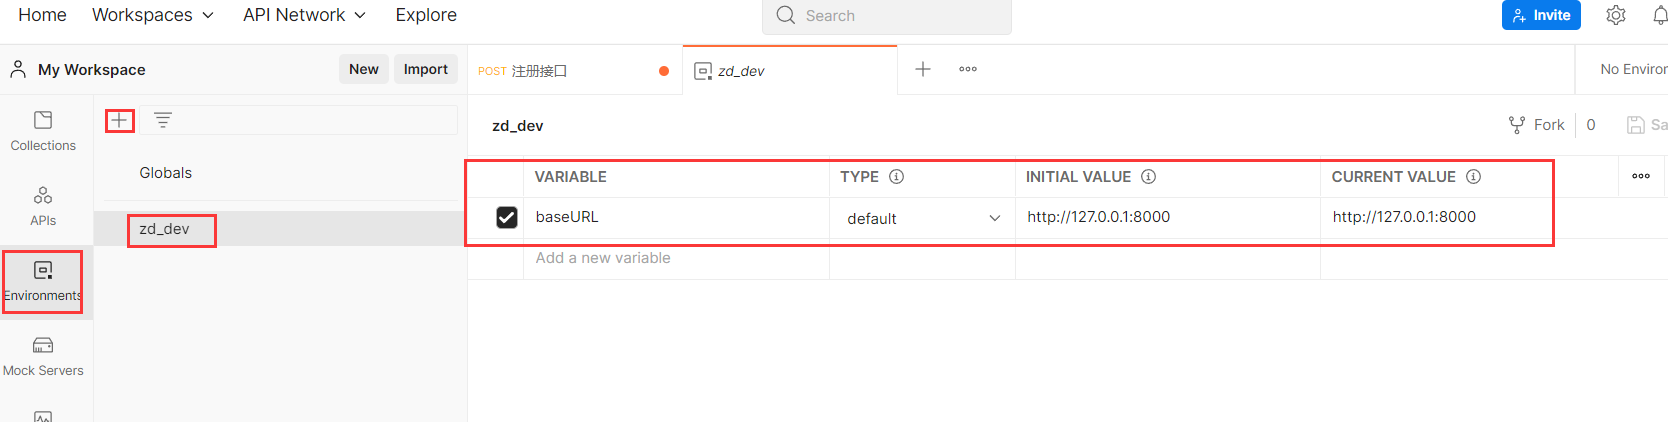 Home Workspaces API Network Explore Search Invite
My Workspace New Import POST 注册接口 zd_dev No Environ
zd_dev Fork 0 Sa
Collections
Globals
VARIABLE TYPE INITIAL VALUE CURRENT VALUE
APIs
zd_dev
baseURL default http://127.0.0.1:8000 http://127.0.0.1:8000
Add a new variable
Environments
Mock Servers